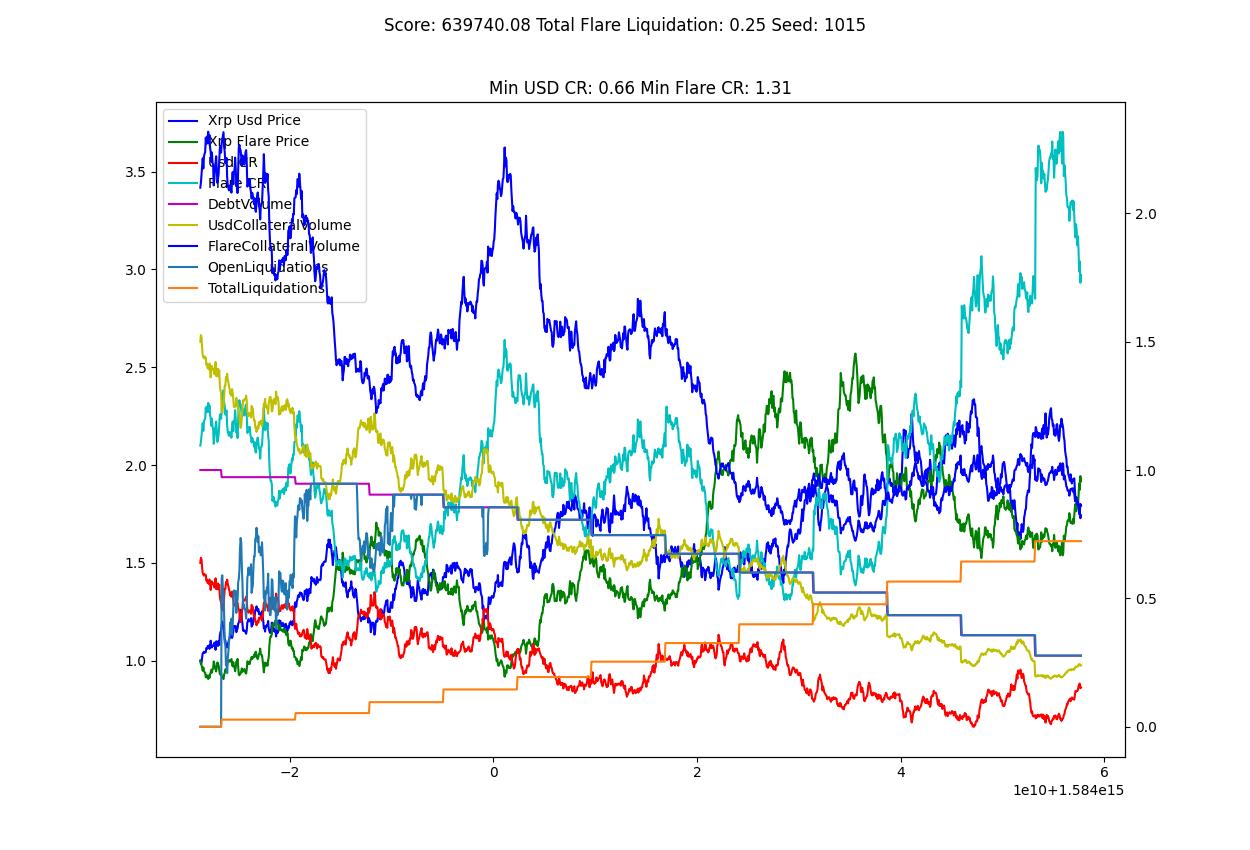 Score: 639740.08 Total Flare Liquidation: 0.25 Seed: 1015
Min USD CR: 0.66 Min Flare CR: 1.31
Xrp Usd Price
Xrp Flare Price
Usd CR
Flare CR
DebtVolume
UsdCollateralVolume
FlareCollateralVolume
OpenLiquidations
TotalLiquidations
3.5
3.0
2.5
2.0
1.5
1.0
2.0
1.5
1.0
0.5
0.0
−2
0
2
4
6
1e10+1.584e15